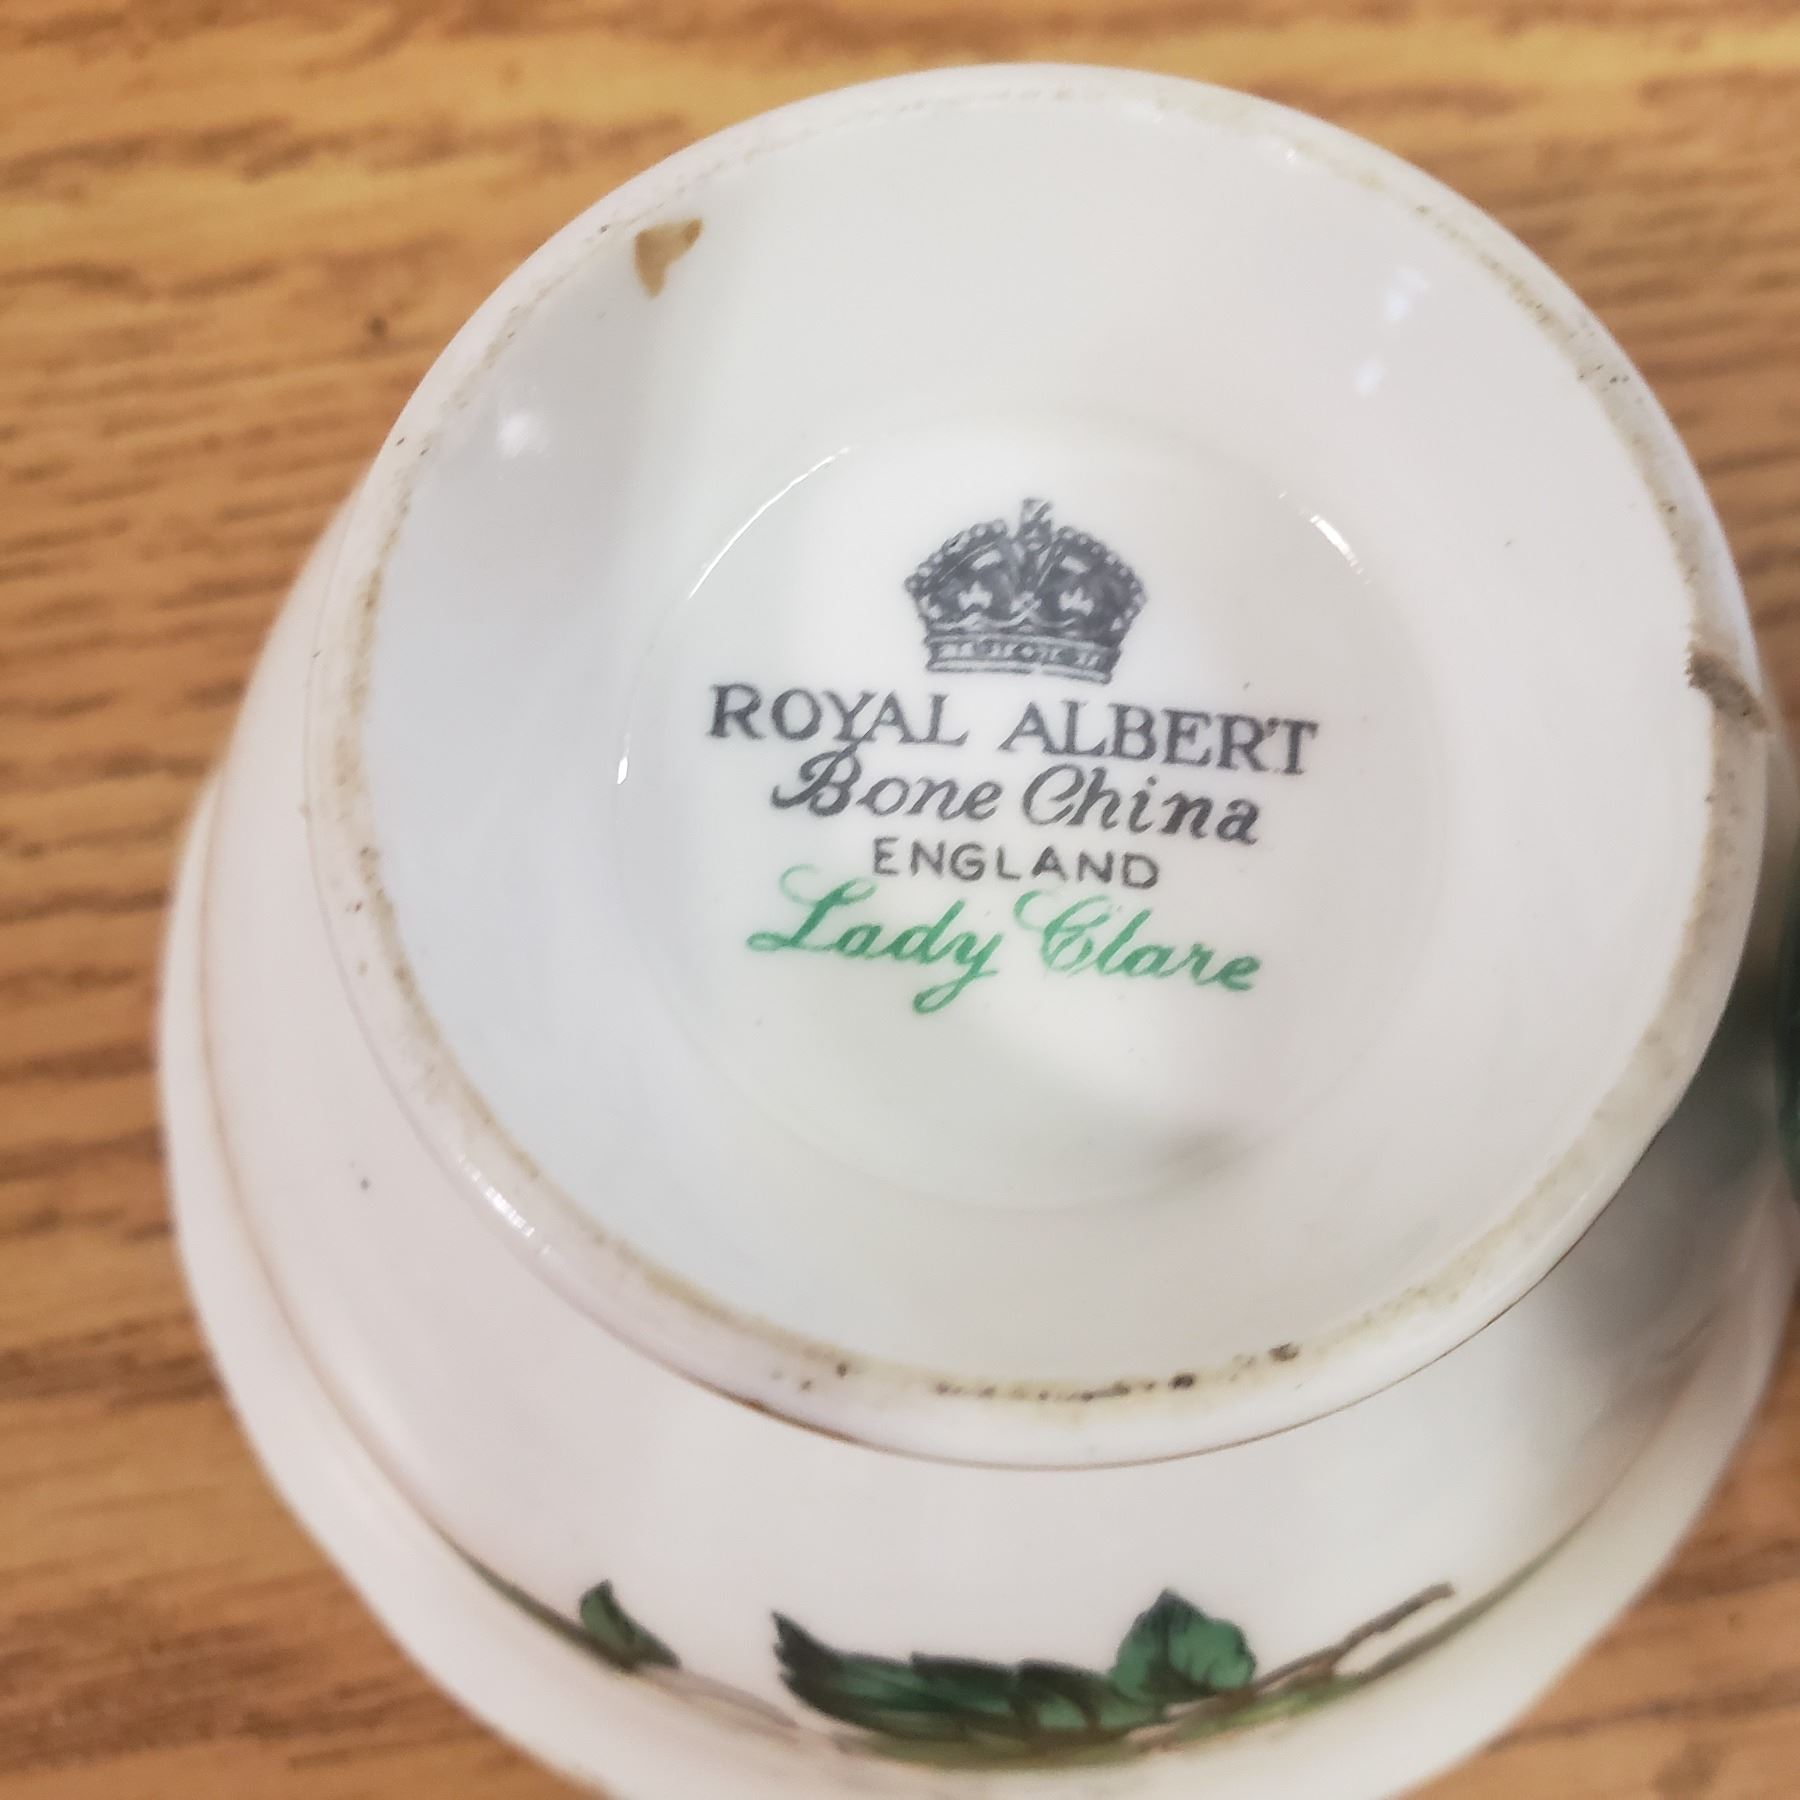 ROYAL ALBERT
Bone China
ENGLAND
Lady Clare